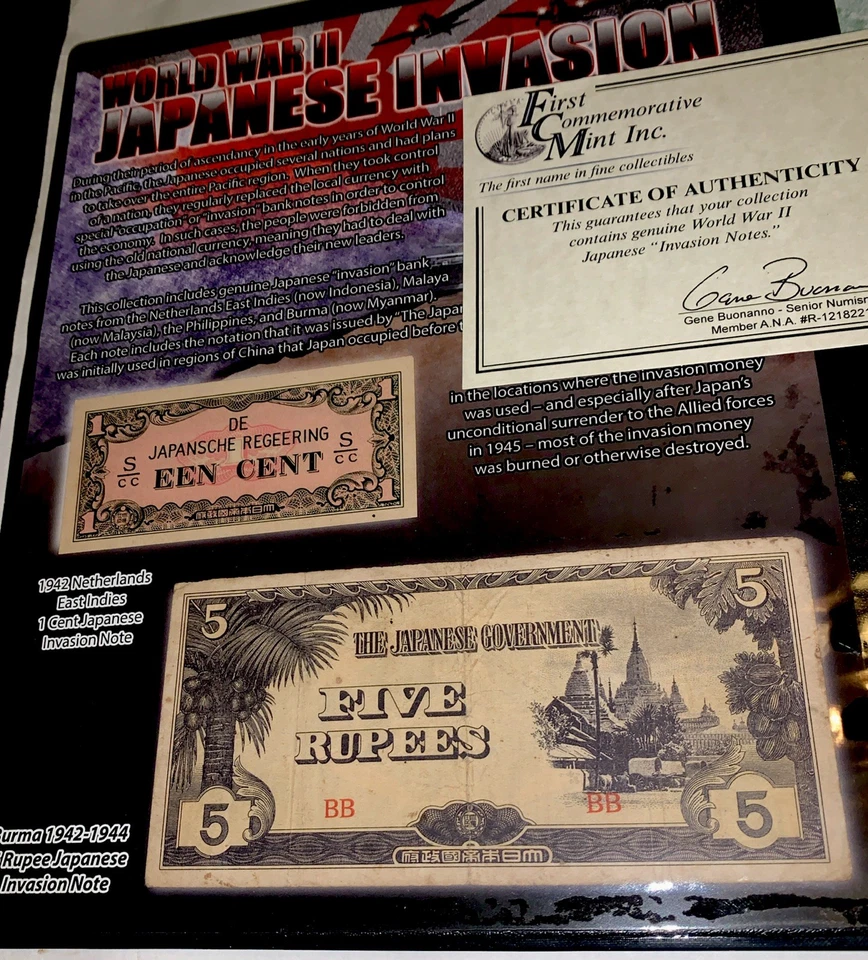 WORLD WAR II
JAPANESE INVASION
During their period of ascendancy in the early years of World War II
in the Pacific, the Japanese occupied several nations and had plans
to take over the entire Pacific region. When they took control
of a nation, they regularly replaced the local currency with
special "occupation" or "invasion" bank notes in order to control
the economy. In such cases, the people were forbidden from
using the old national currency, meaning they had to deal with
the Japanese and acknowledge their new leaders.
This collection includes genuine Japanese "invasion" bank
notes from the Netherlands East Indies (now Indonesia), Malaya
(now Malaysia), the Philippines, and Burma (now Myanmar).
Each note includes the notation that it was issued by "The Japan
was initially used in regions of China that Japan occupied before
First
Commemorative
Mint Inc.
The first name in fine collectibles
CERTIFICATE OF AUTHENTICITY
This guarantees that your collection
contains genuine World War II
Japanese "Invasion Notes."
Gene Buonanno - Senior Numism
Member A.N.A. #R-1218221
in the locations where the invasion money
was used – and especially after Japan's
unconditional surrender to the Allied forces
in 1945 – most of the invasion money
was burned or otherwise destroyed.
1 1
DE
JAPANSCHE REGEERING
EEN CENT
S/CC S/CC
1 1
府政國帝本日大
1942 Netherlands
East Indies
1 Cent Japanese
Invasion Note
5 5
THE JAPANESE GOVERNMENT
FIVE
RUPEES
BB BB
5 5
府政國帝本日大
urma 1942-1944
Rupee Japanese
Invasion Note